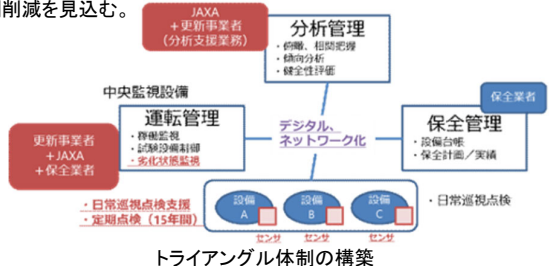 削減を見込む。
JAXA
＋更新事業者
(分析支援業務)
分析管理
・俯瞰、相関把握
・傾向分析
・健全性評価
中央監視設備
運転管理
・稼働監視
・試験設備制御
・劣化状態監視
更新事業者
＋JAXA
＋保全業者
デジタル、
ネットワーク化
保全業者
保全管理
・設備台帳
・保全計画／実績
・日常巡視点検支援
・定期点検（15年間）
設備
A
設備
B
設備
C
センサ
センサ
センサ
・日常巡視点検
トライアングル体制の構築